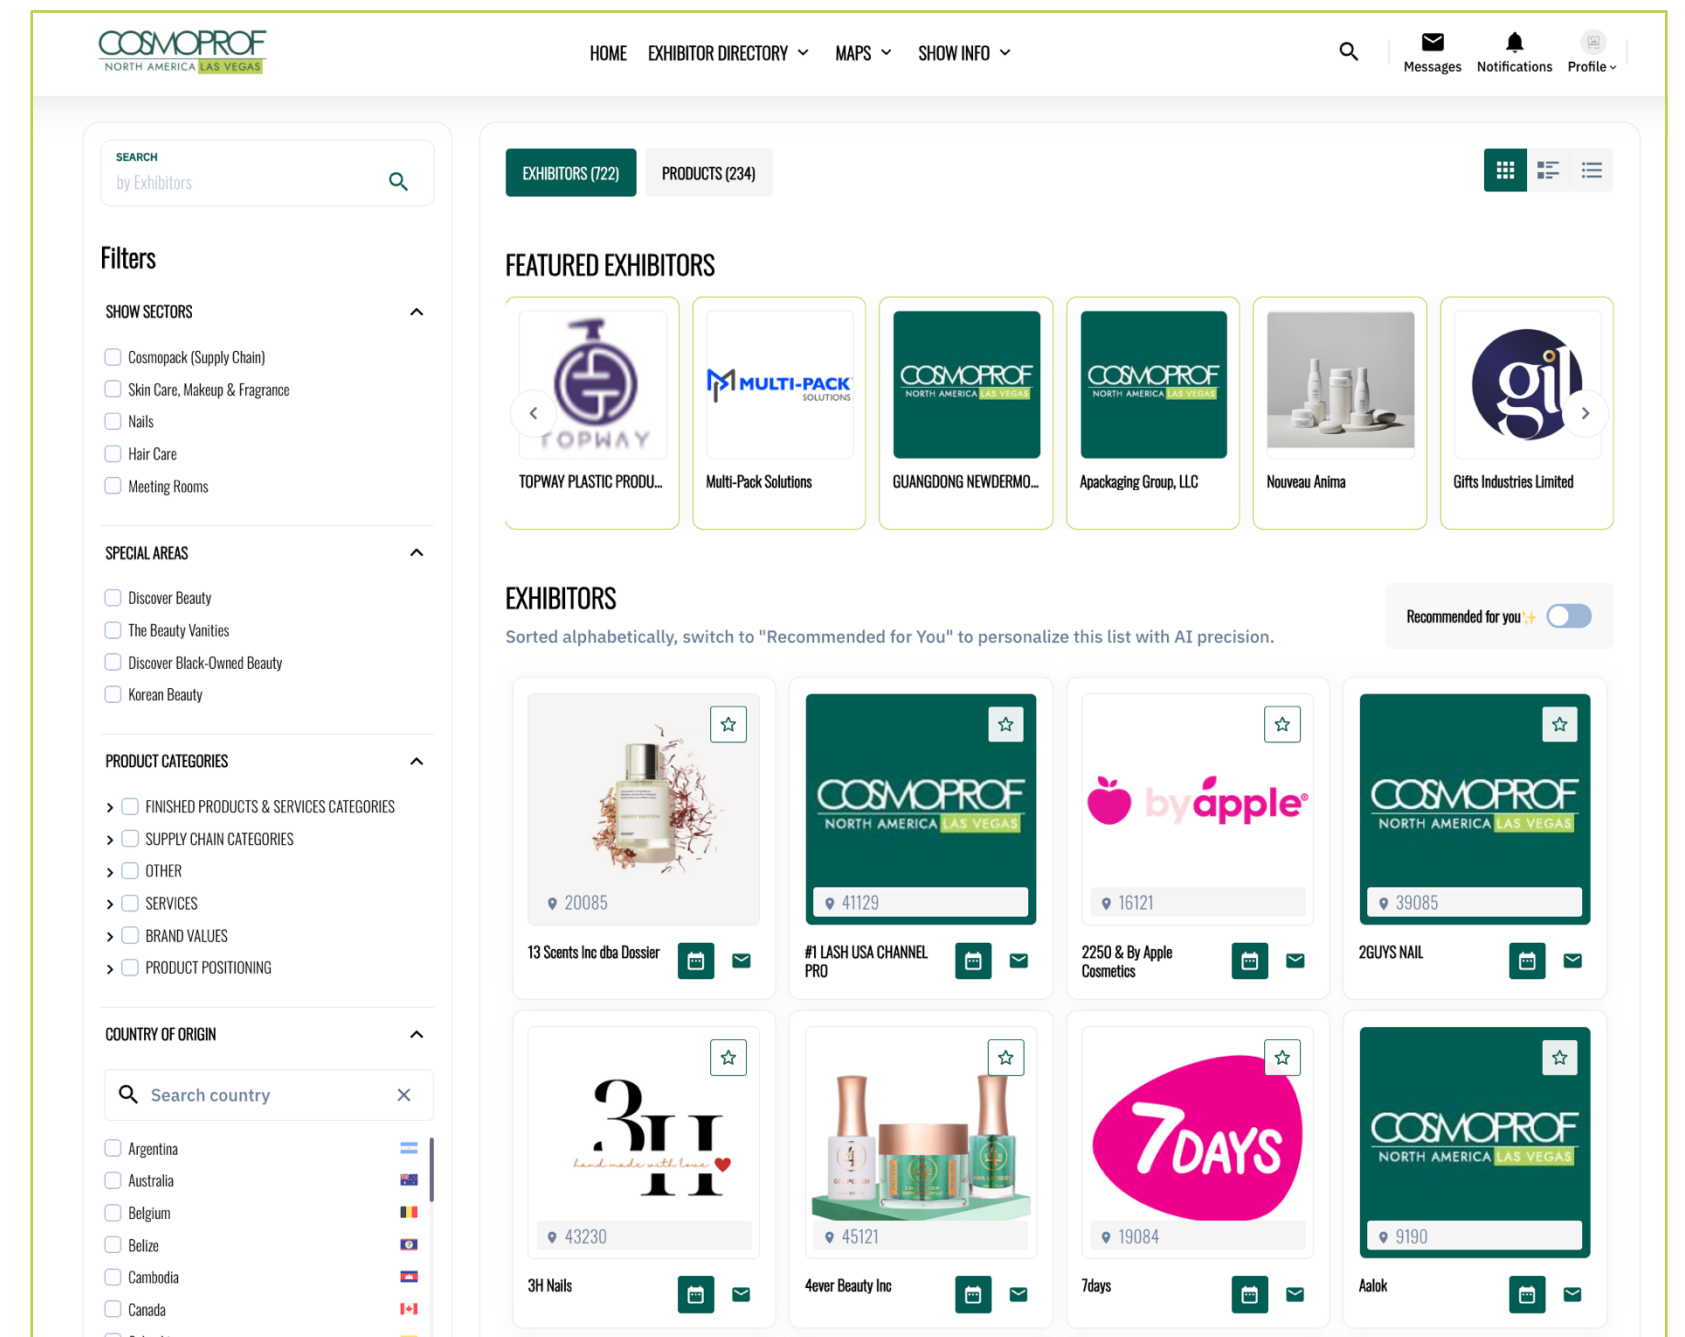 COSMOPROF
NORTH AMERICA LAS VEGAS
HOME
EXHIBITOR DIRECTORY
MAPS
SHOW INFO
Messages
Notifications
Profile
SEARCH
by Exhibitors
Filters
SHOW SECTORS
Cosmopack (Supply Chain)
Skin Care, Makeup & Fragrance
Nails
Hair Care
Meeting Rooms
SPECIAL AREAS
Discover Beauty
The Beauty Vanities
Discover Black-Owned Beauty
Korean Beauty
PRODUCT CATEGORIES
FINISHED PRODUCTS & SERVICES CATEGORIES
SUPPLY CHAIN CATEGORIES
OTHER
SERVICES
BRAND VALUES
PRODUCT POSITIONING
COUNTRY OF ORIGIN
Search country
Argentina
Australia
Belgium
Belize
Cambodia
Canada
EXHIBITORS (722)
PRODUCTS (234)
FEATURED EXHIBITORS
TOPWAY
TOPWAY PLASTIC PRODU...
MULTI-PACK
SOLUTIONS
Multi-Pack Solutions
COSMOPROF
NORTH AMERICA LAS VEGAS
GUANGDONG NEWDERMO...
COSMOPROF
NORTH AMERICA LAS VEGAS
Apackaging Group, LLC
Nouveau Anima
gil
Gifts Industries Limited
EXHIBITORS
Sorted alphabetically, switch to "Recommended for You" to personalize this list with AI precision.
Recommended for you✨
20085
13 Scents Inc dba Dossier
COSMOPROF
NORTH AMERICA LAS VEGAS
41129
#1 LASH USA CHANNEL
PRO
by ápple®
16121
2250 & By Apple
Cosmetics
COSMOPROF
NORTH AMERICA LAS VEGAS
39085
2GUYS NAIL
3H
hand made with love
43230
3H Nails
45121
4ever Beauty Inc
7DAYS
19084
7days
COSMOPROF
NORTH AMERICA LAS VEGAS
9190
Aalok